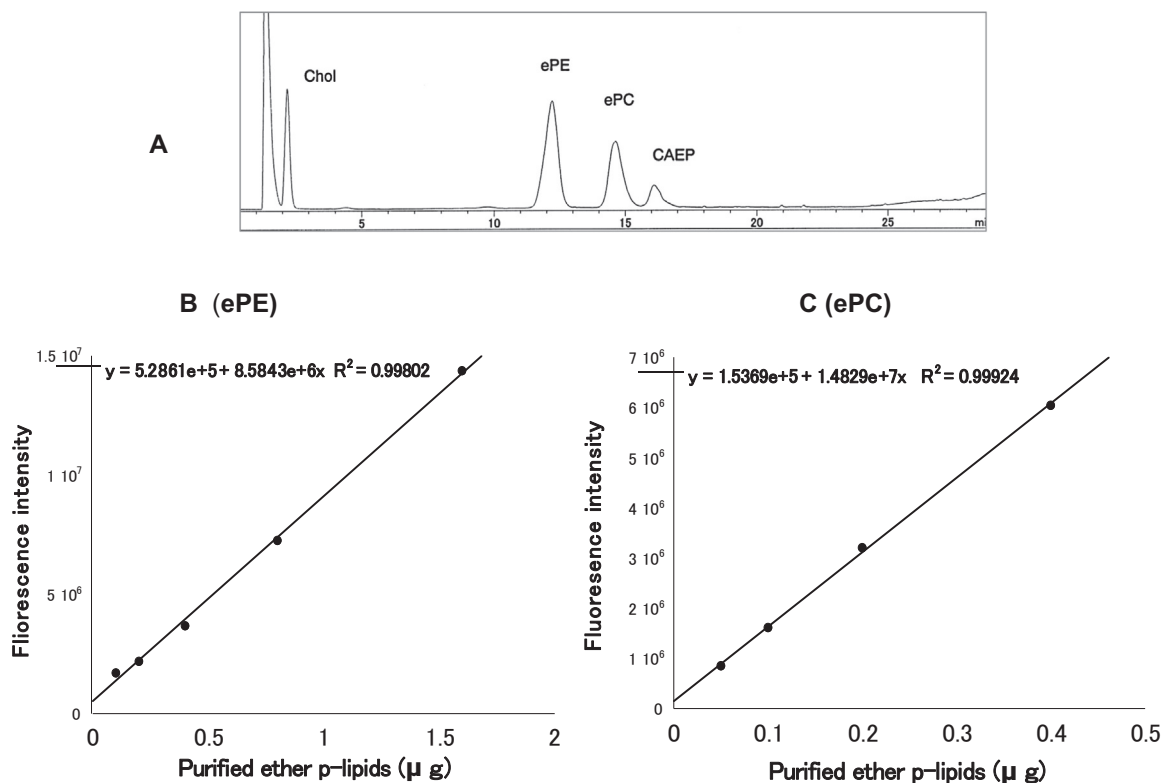 A
Chol
ePE
ePC
CAEP
5 10 15 20 25 mi
B (ePE)
y = 5.2861e+5 + 8.5843e+6x R² = 0.99802
1.5 10⁷
1 10⁷
5 10⁶
0
Fliorescence intensity
0 0.5 1 1.5 2
Purified ether p-lipids (μ g)
C (ePC)
y = 1.5369e+5 + 1.4829e+7x R² = 0.99924
7 10⁶
6 10⁶
5 10⁶
4 10⁶
3 10⁶
2 10⁶
1 10⁶
0
Fluoresence intensity
0 0.1 0.2 0.3 0.4 0.5
Purified ether p-lipids (μ g)